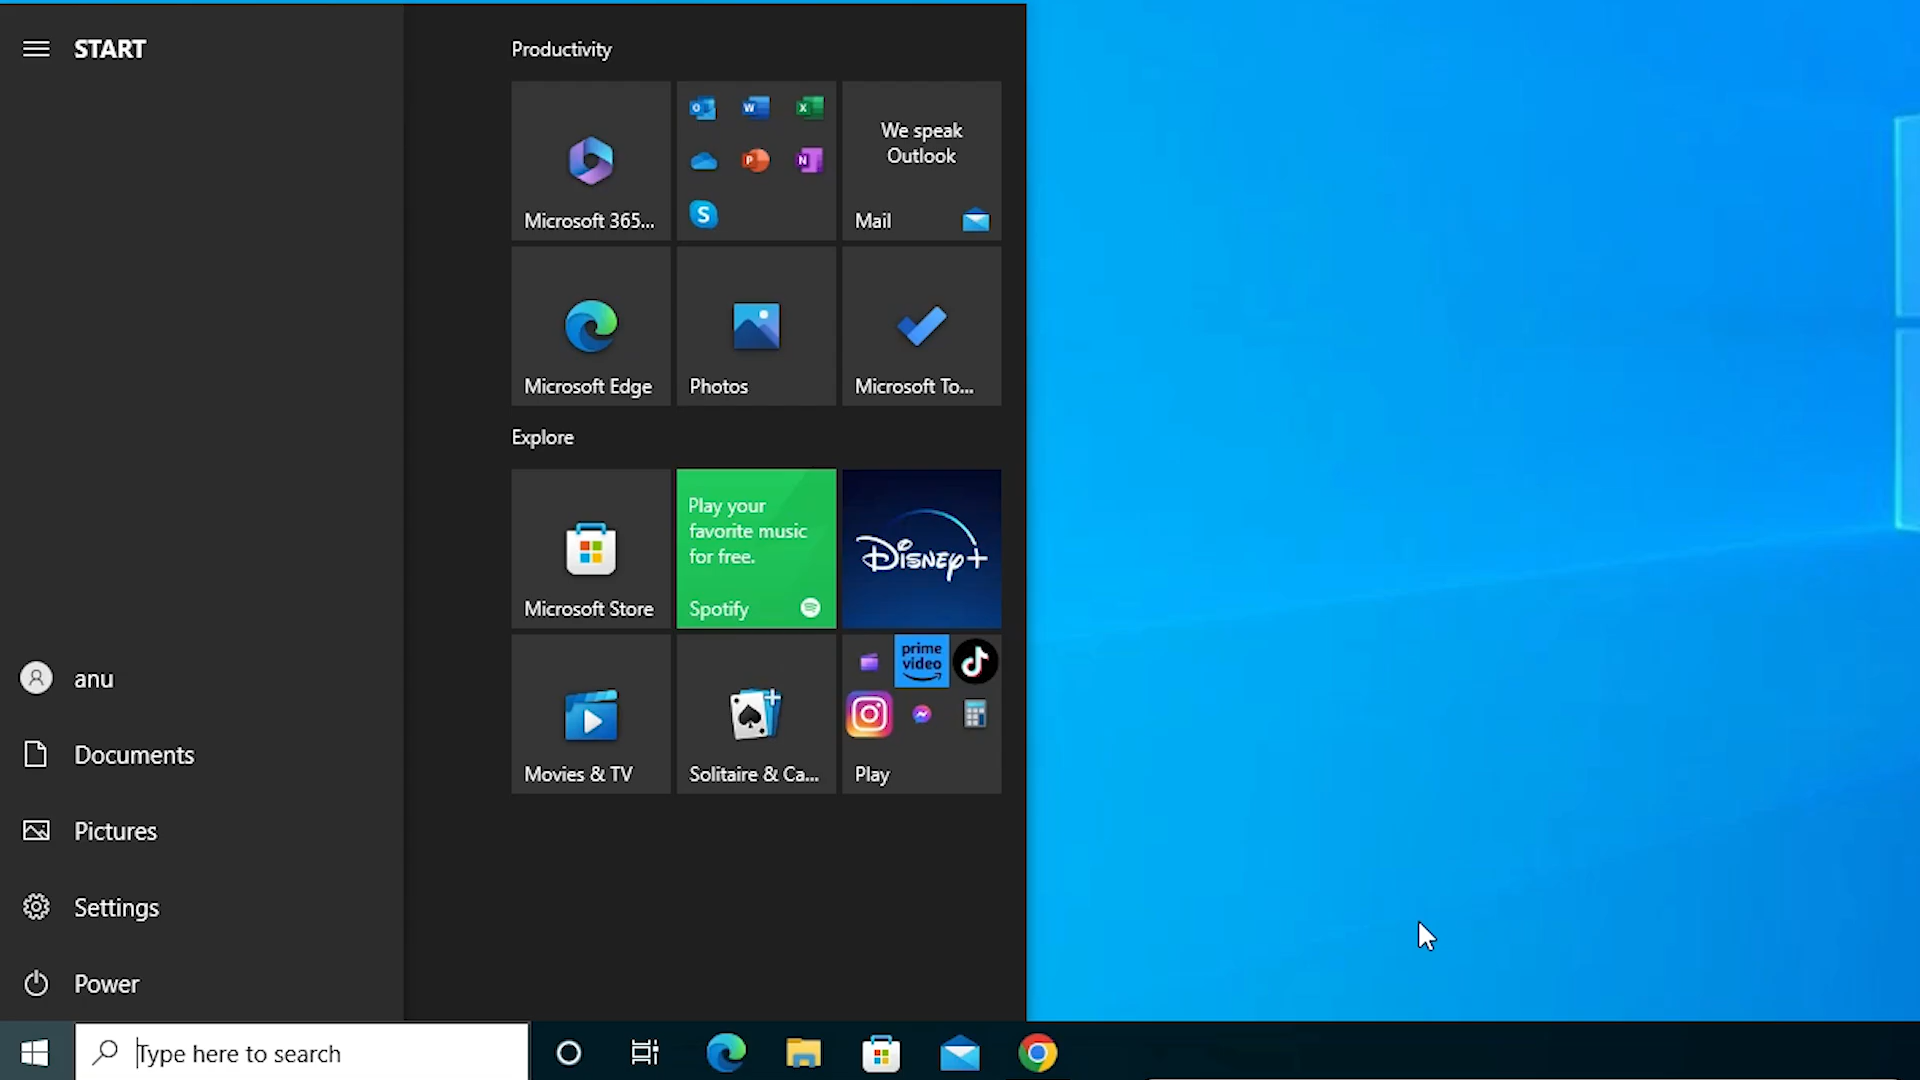 START
anu
Documents
Pictures
Settings
Power
Productivity
Microsoft 365...
O
W
X
P
N
S
We speak
Outlook
Mail
Microsoft Edge
Photos
Microsoft To...
Explore
Microsoft Store
Play your
favorite music
for free.
Spotify
Disney+
Movies & TV
Solitaire & Ca...
prime
video
Play
Type here to search